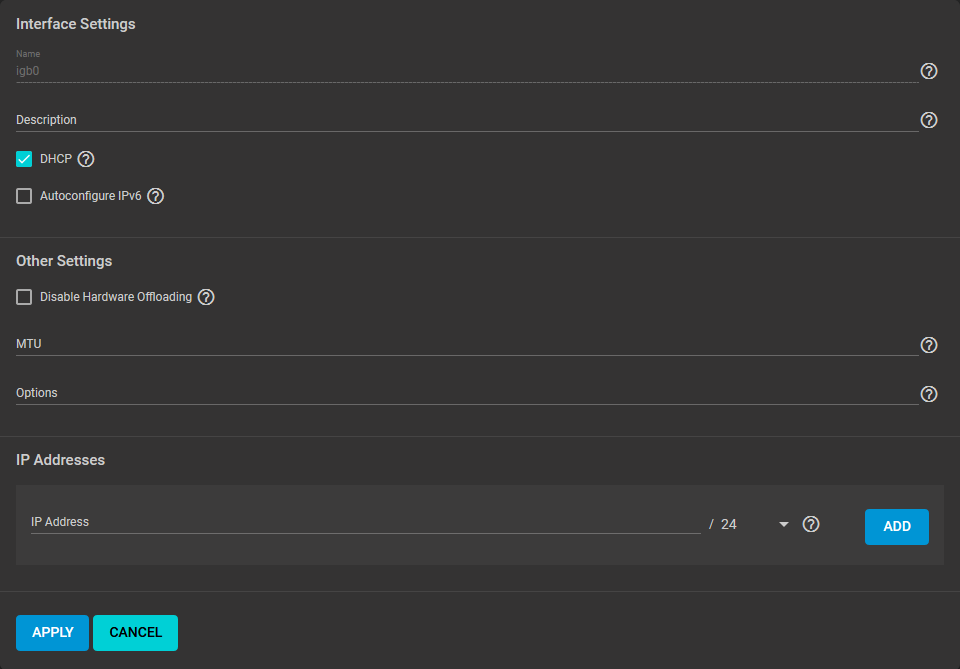 Interface Settings
Name
igb0
Description
DHCP
Autoconfigure IPv6
Other Settings
Disable Hardware Offloading
MTU
Options
IP Addresses
IP Address / 24 ADD
APPLY CANCEL